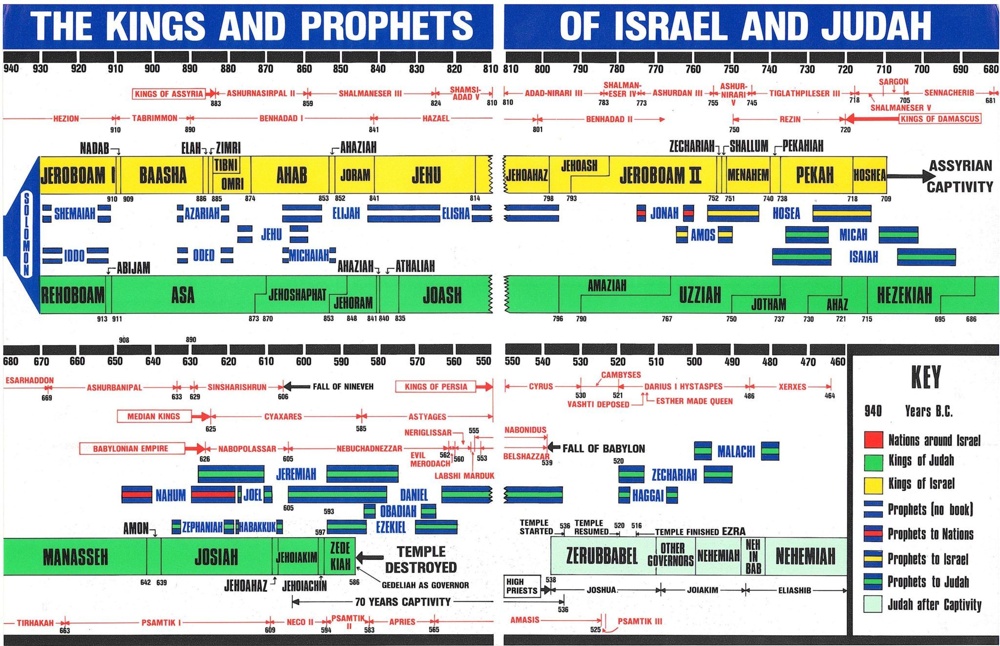 THE KINGS AND PROPHETS OF ISRAEL AND JUDAH
940 930 920 910 900 890 880 870 860 850 840 830 820 810
810 800 790 780 770 760 750 740 730 720 710 700 690 680
KINGS OF ASSYRIA ASHURNASIRPAL II SHALMANESER III SHAMSI-
ADAD V
883 859 824 810
ADAD-NIRARI III SHALMAN-
ESER IV ASHURDAN III ASHUR-
NIRARI
V TIGLATHPILESER III SARGON SENNACHERIB
SHALMANESER V
810 783 773 755 745 718 705 681
HEZION TABRIMMON BENHADAD I HAZAEL
910 890 841
BENHADAD II REZIN KINGS OF DAMASCUS
801 750 720
NADAB ELAH ZIMRI AHAZIAH
ZECHARIAH SHALLUM PEKAHIAH
JEROBOAM I BAASHA TIBNI
OMRI AHAB JORAM JEHU
JEHOAHAZ JEHOASH JEROBOAM II MENAHEM PEKAH HOSHEA
ASSYRIAN
CAPTIVITY
910 909 886 885 874 853 852 841 814
798 793 752 751 740 738 718 709
SOLOMON
SHEMAIAH AZARIAH ELIJAH ELISHA
JONAH HOSEA
JEHU
AMOS MICAH
IDDO ODED MICHAIAH
ISAIAH
ABIJAM AHAZIAH ATHALIAH
REHOBOAM ASA JEHOSHAPHAT JEHORAM JOASH
AMAZIAH UZZIAH JOTHAM AHAZ HEZEKIAH
913 911 873 870 853 848 841 840 835
796 790 767 750 737 730 721 715 695 686
908 890
680 670 660 650 640 630 620 610 600 590 580 570 560 550
550 540 530 520 510 500 490 480 470 460
ESARHADDON ASHURBANIPAL SINSHARISHRUN FALL OF NINEVEH KINGS OF PERSIA
669 633 629 606
CAMBYSES
CYRUS DARIUS I HYSTASPES XERXES
530 521 486 464
VASHTI DEPOSED ESTHER MADE QUEEN
MEDIAN KINGS CYAXARES ASTYAGES
625 585
NERIGLISSAR 555 NABONIDUS
BABYLONIAN EMPIRE NABOPOLASSAR NEBUCHADNEZZAR
626 605 562 560 553
EVIL
MERODACH
LABSHI MARDUK
BELSHAZZAR
539
FALL OF BABYLON
MALACHI
520
JEREMIAH
ZECHARIAH
NAHUM JOEL DANIEL
HAGGAI
605 593
OBADIAH
ZEPHANIAH HABAKKUK EZEKIEL
AMON
597
MANASSEH JOSIAH JEHOIAKIM ZEDE
KIAH
TEMPLE
DESTROYED
642 639 586
JEHOAHAZ JEHOIACHIN GEDELIAH AS GOVERNOR
70 YEARS CAPTIVITY
536
TIRHAKAH PSAMTIK I NECO II PSAMTIK
II APRIES
663 609 594 583 565
AMASIS PSAMTIK III
525
TEMPLE
STARTED 536
TEMPLE
RESUMED 520
516 TEMPLE FINISHED EZRA
ZERUBBABEL OTHER
GOVERNORS NEHEMIAH NEH
IN
BAB NEHEMIAH
HIGH
PRIESTS 538 JOSHUA JOIAKIM ELIASHIB
KEY
940 Years B.C.
Nations around Israel
Kings of Judah
Kings of Israel
Prophets (no book)
Prophets to Nations
Prophets to Israel
Prophets to Judah
Judah after Captivity